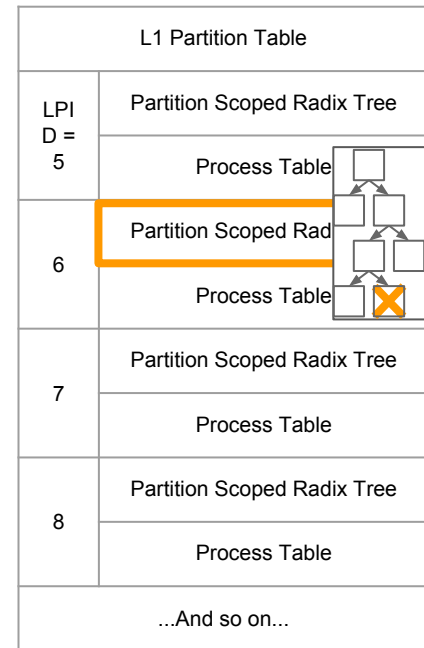 L1 Partition Table
LPI
D =
5
Partition Scoped Radix Tree
Process Table
6
Partition Scoped Rad
Process Table
7
Partition Scoped Radix Tree
Process Table
8
Partition Scoped Radix Tree
Process Table
...And so on...